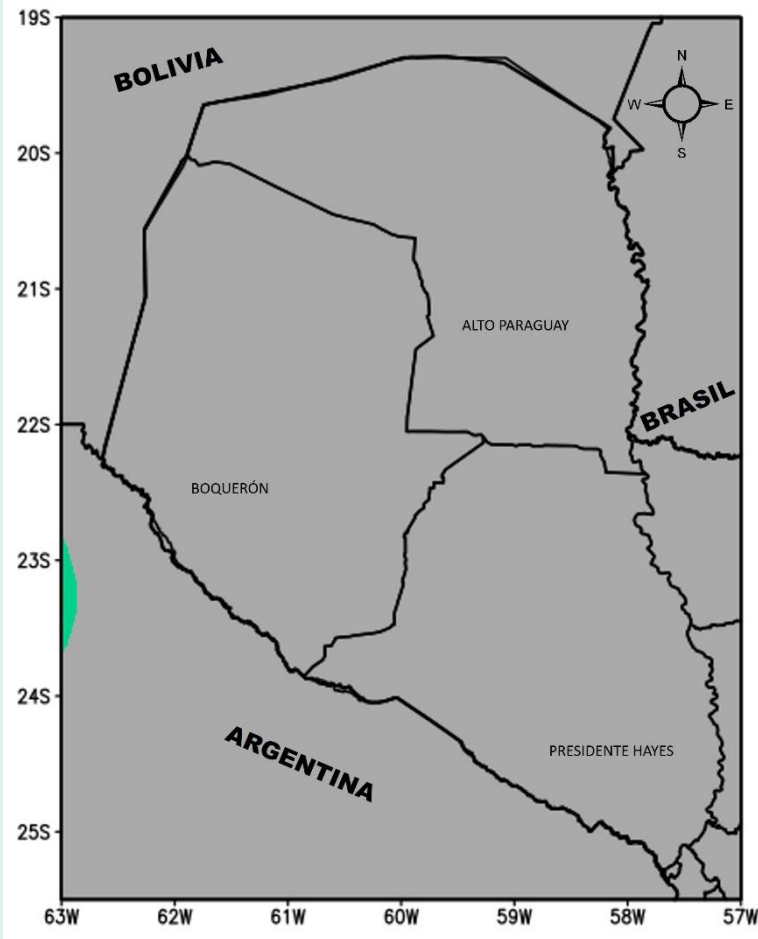 19S
BOLIVIA
N
W
E
S
20S
21S
ALTO PARAGUAY
BRASIL
22S
BOQUERÓN
23S
24S
ARGENTINA
PRESIDENTE HAYES
25S
63W 62W 61W 60W 59W 58W 57W